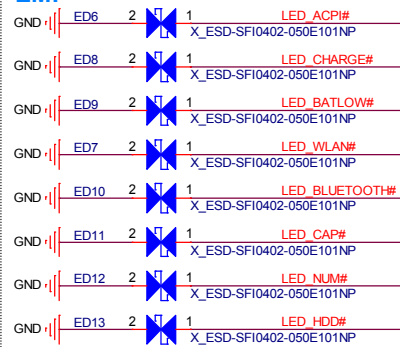 GND ED6 2 1 LED_ACPI#
X_ESD-SFI0402-050E101NP
GND ED8 2 1 LED_CHARGE#
X_ESD-SFI0402-050E101NP
GND ED9 2 1 LED_BATLOW#
X_ESD-SFI0402-050E101NP
GND ED7 2 1 LED_WLAN#
X_ESD-SFI0402-050E101NP
GND ED10 2 1 LED_BLUETOOTH#
X_ESD-SFI0402-050E101NP
GND ED11 2 1 LED_CAP#
X_ESD-SFI0402-050E101NP
GND ED12 2 1 LED_NUM#
X_ESD-SFI0402-050E101NP
GND ED13 2 1 LED_HDD#
X_ESD-SFI0402-050E101NP